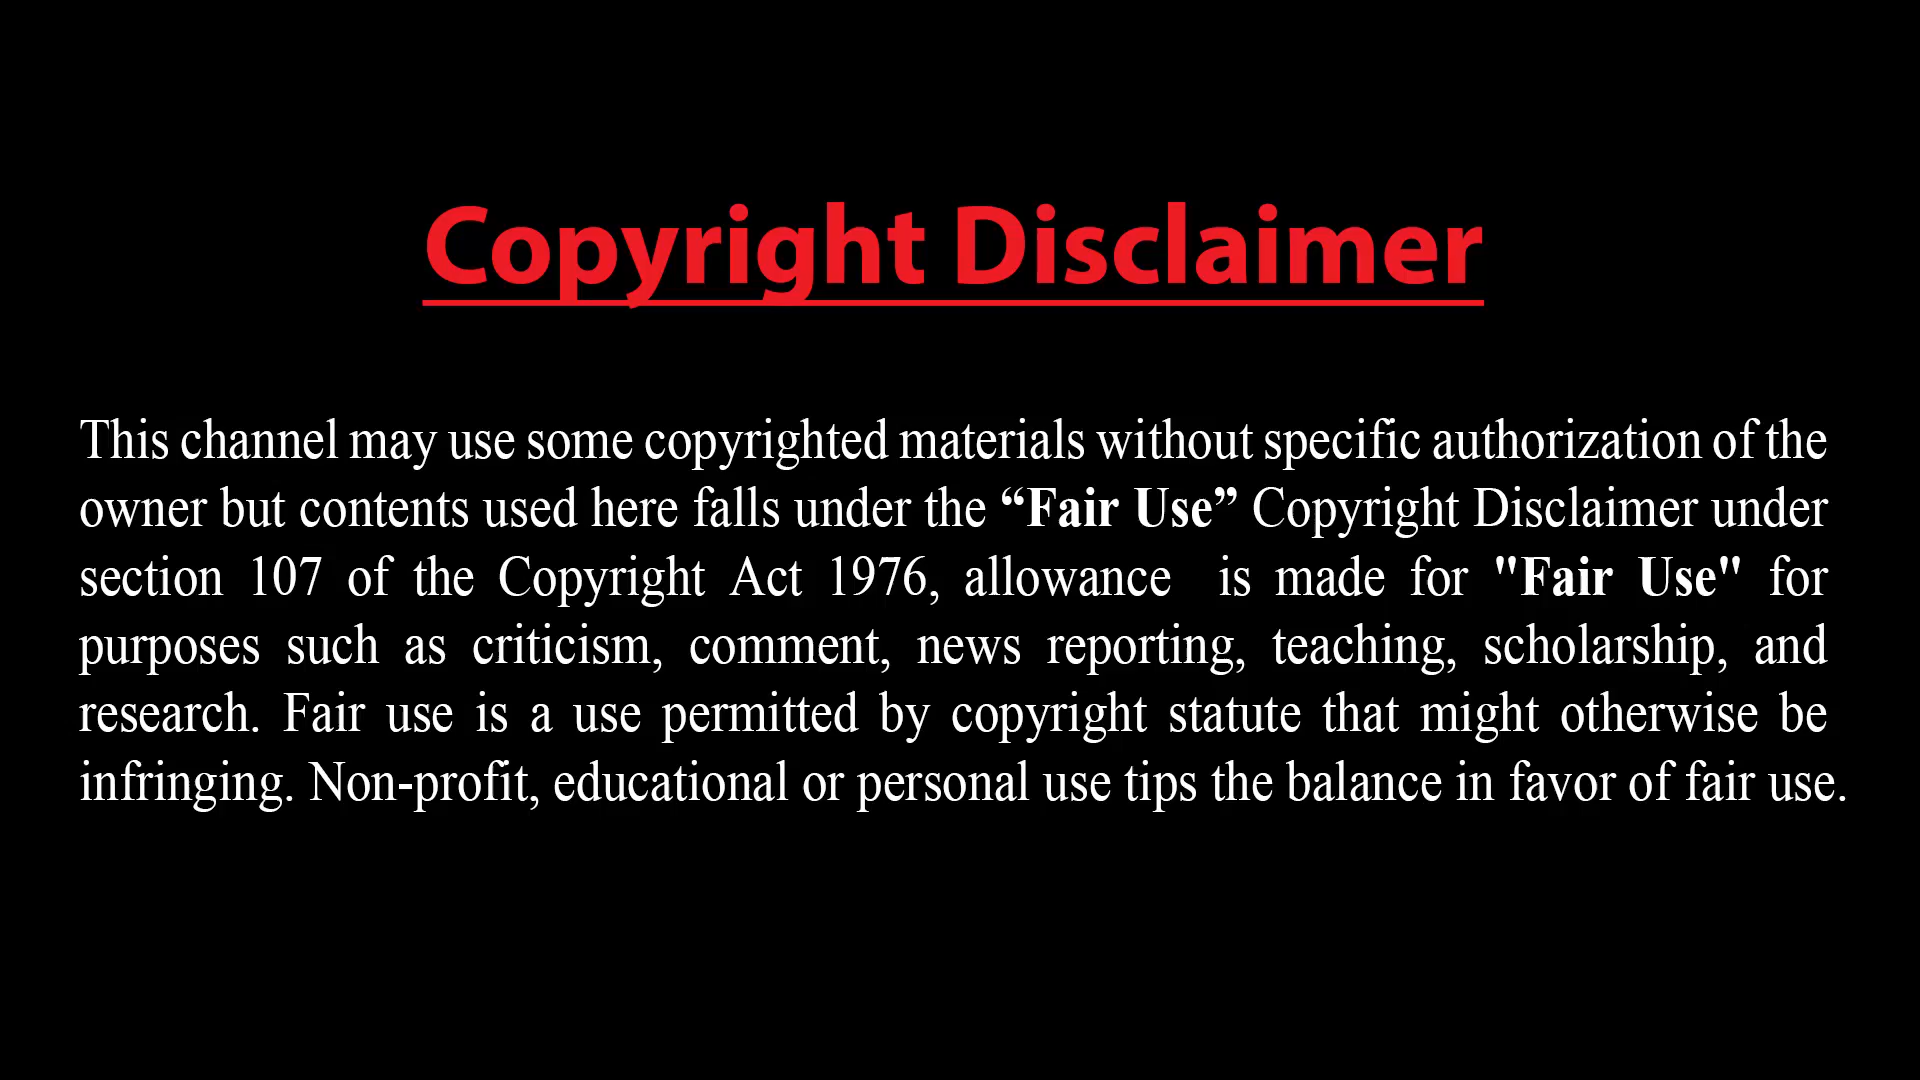 Copyright Disclaimer
This channel may use some copyrighted materials without specific authorization of the
owner but contents used here falls under the “Fair Use” Copyright Disclaimer under
section 107 of the Copyright Act 1976, allowance is made for "Fair Use" for
purposes such as criticism, comment, news reporting, teaching, scholarship, and
research. Fair use is a use permitted by copyright statute that might otherwise be
infringing. Non-profit, educational or personal use tips the balance in favor of fair use.